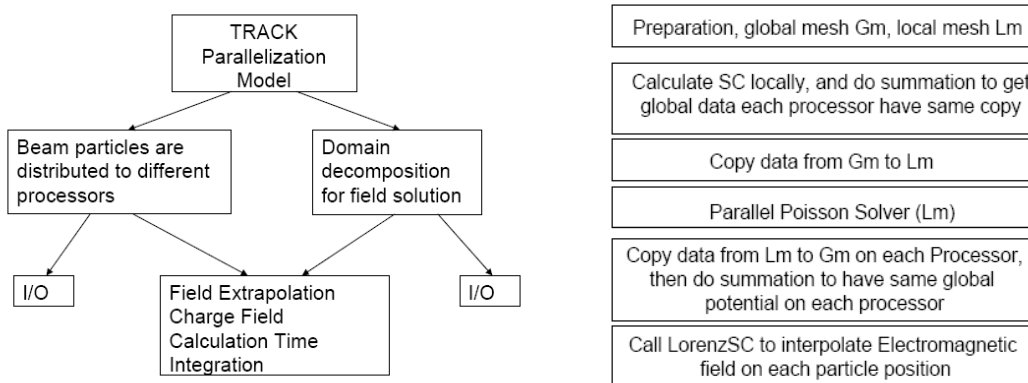 TRACK
Parallelization
Model
Beam particles are
distributed to different
processors
Domain
decomposition
for field solution
I/O
Field Extrapolation
Charge Field
Calculation Time
Integration
I/O
Preparation, global mesh Gm, local mesh Lm
Calculate SC locally, and do summation to get
global data each processor have same copy
Copy data from Gm to Lm
Parallel Poisson Solver (Lm)
Copy data from Lm to Gm on each Processor,
then do summation to have same global
potential on each processor
Call LorenzSC to interpolate Electromagnetic
field on each particle position